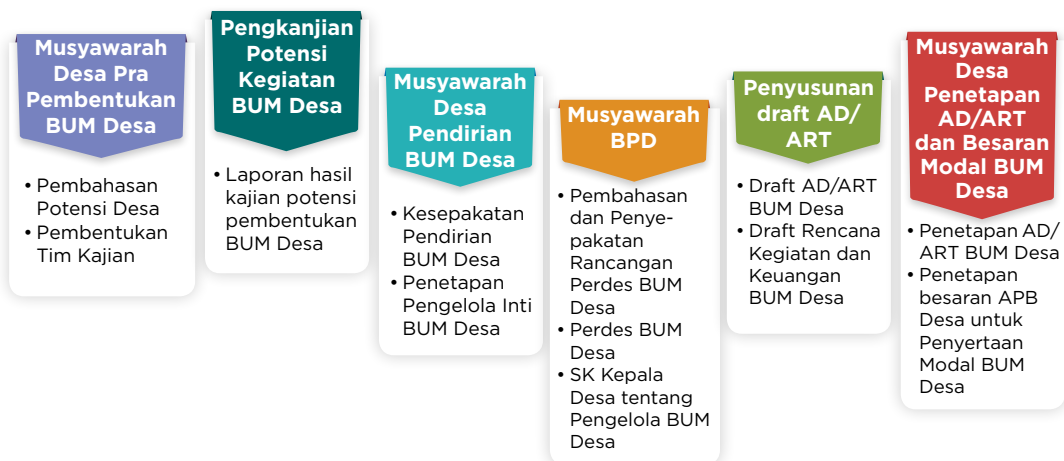 Musyawarah
Desa Pra
Pembentukan
BUM Desa
• Pembahasan
Potensi Desa
• Pembentukan
Tim Kajian
Pengkanjian
Potensi
Kegiatan
BUM Desa
• Laporan hasil
kajian potensi
pembentukan
BUM Desa
Musyawarah
Desa
Pendirian
BUM Desa
• Kesepakatan
Pendirian
BUM Desa
• Penetapan
Pengelola Inti
BUM Desa
Musyawarah
BPD
• Pembahasan
dan Penye-
pakatan
Rancangan
Perdes BUM
Desa
• Perdes BUM
Desa
• SK Kepala
Desa tentang
Pengelola BUM
Desa
Penyusunan
draft AD/
ART
• Draft AD/ART
BUM Desa
• Draft Rencana
Kegiatan dan
Keuangan
BUM Desa
Musyawarah
Desa
Penetapan
AD/ART
dan Besaran
Modal BUM
Desa
• Penetapan AD/
ART BUM Desa
• Penetapan
besaran APB
Desa untuk
Penyertaan
Modal BUM
Desa